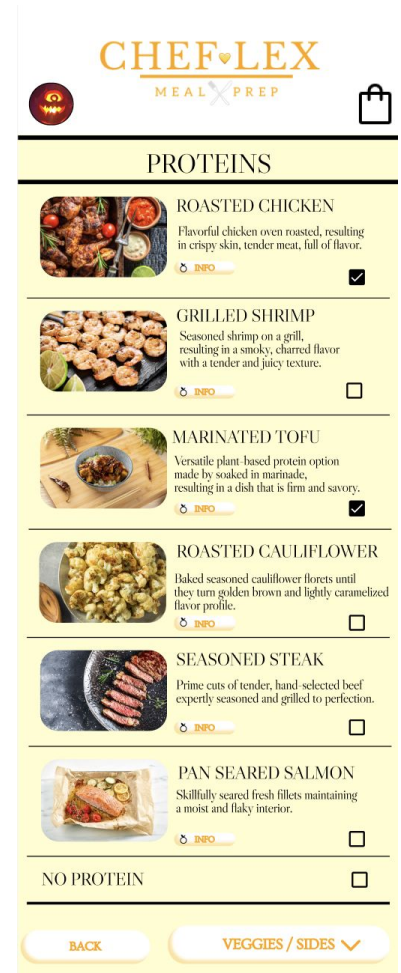 CHEF LEX
MEAL PREP
PROTEINS
ROASTED CHICKEN
Flavorful chicken oven roasted, resulting
in crispy skin, tender meat, full of flavor.
INFO
GRILLED SHRIMP
Seasoned shrimp on a grill,
resulting in a smoky, charred flavor
with a tender and juicy texture.
INFO
MARINATED TOFU
Versatile plant-based protein option
made by soaked in marinade,
resulting in a dish that is firm and savory.
INFO
ROASTED CAULIFLOWER
Baked seasoned cauliflower florets until
they turn golden brown and lightly caramelized
flavor profile.
INFO
SEASONED STEAK
Prime cuts of tender, hand-selected beef
expertly seasoned and grilled to perfection.
INFO
PAN SEARED SALMON
Skillfully seared fresh fillets maintaining
a moist and flaky interior.
INFO
NO PROTEIN
BACK
VEGGIES / SIDES